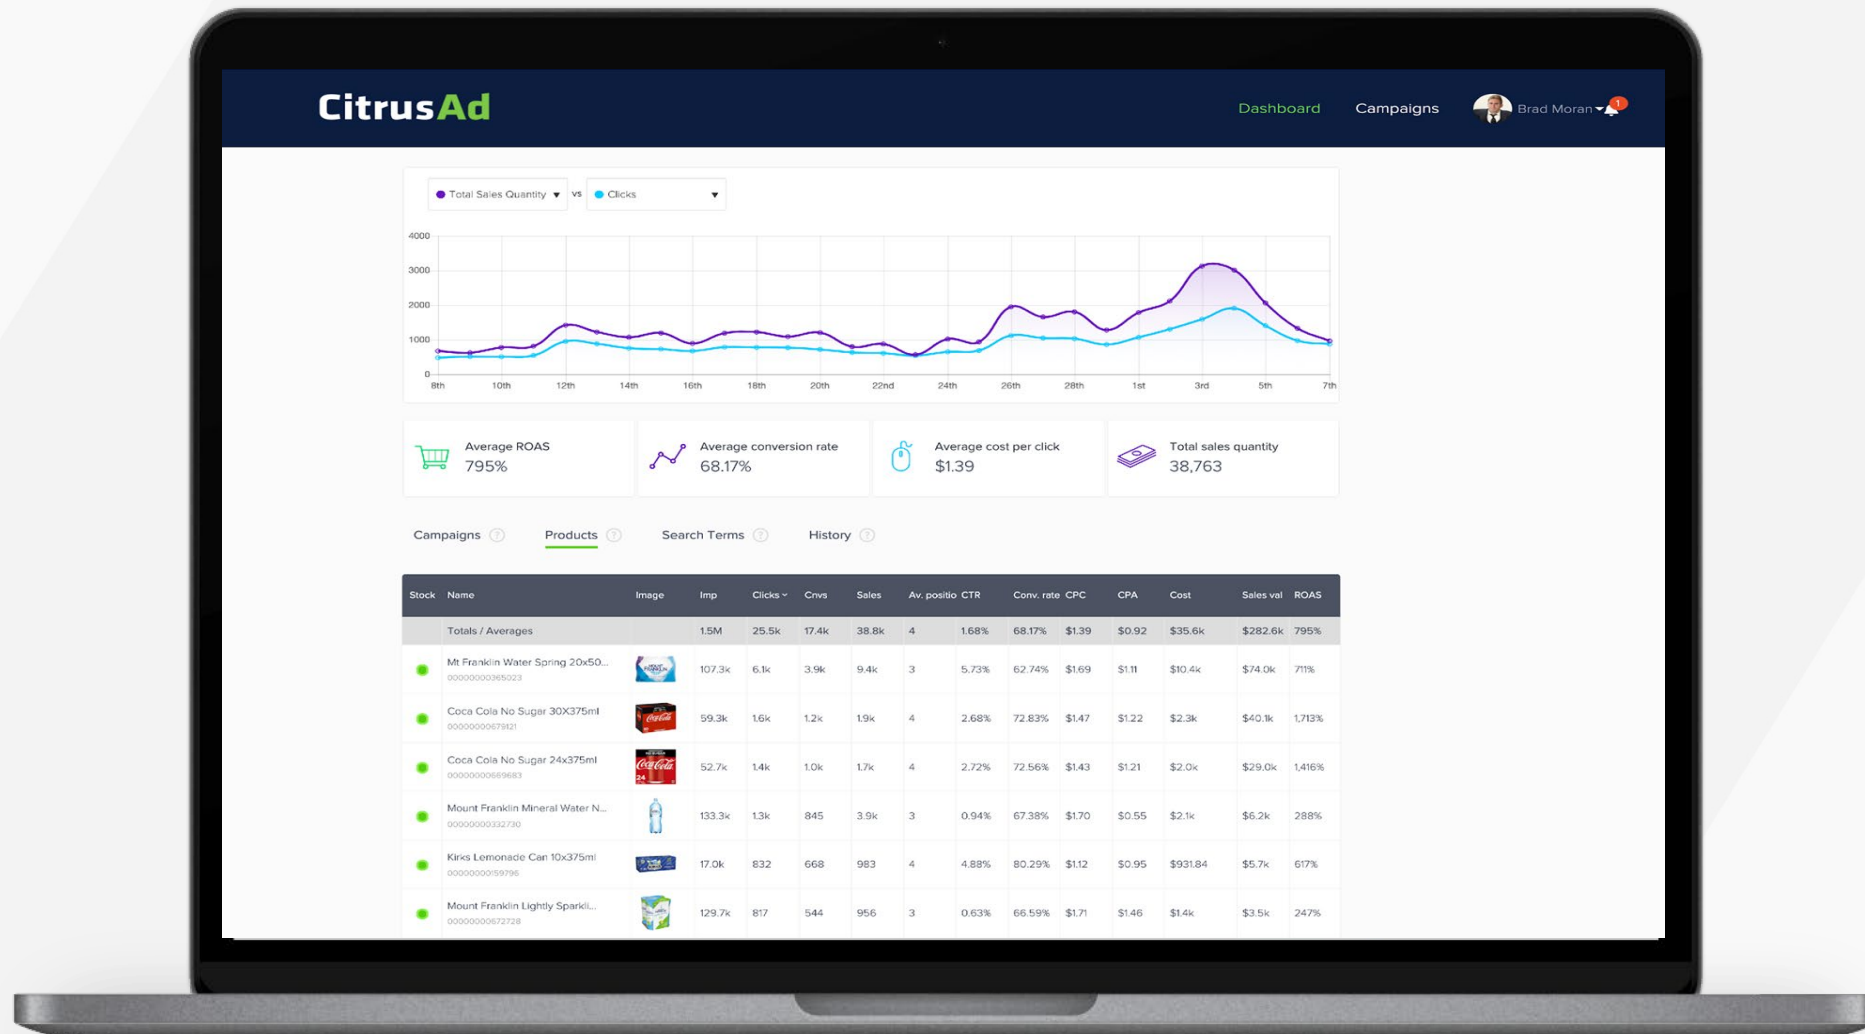 CitrusAd
Dashboard Campaigns Brad Moran 1
Total Sales Quantity vs Clicks
4000
3000
2000
1000
0
8th 10th 12th 14th 16th 18th 20th 22nd 24th 26th 28th 1st 3rd 5th 7th
Average ROAS
795%
Average conversion rate
68.17%
Average cost per click
$1.39
Total sales quantity
38,763
Campaigns ? Products ? Search Terms ? History ?
Stock Name Image Imp Clicks Cnvs Sales Av. positio CTR Conv. rate CPC CPA Cost Sales val ROAS
Totals / Averages 1.5M 25.5k 17.4k 38.8k 4 1.68% 68.17% $1.39 $0.92 $35.6k $282.6k 795%
Mt Franklin Water Spring 20x50... 107.3k 6.1k 3.9k 9.4k 3 5.73% 62.74% $1.69 $1.11 $10.4k $74.0k 711%
00000000365023
Coca Cola No Sugar 30X375ml Coca-Cola 59.3k 1.6k 1.2k 1.9k 4 2.68% 72.83% $1.47 $1.22 $2.3k $40.1k 1,713%
00000000679121
Coca Cola No Sugar 24x375ml Coca-Cola 24 52.7k 1.4k 1.0k 1.7k 4 2.72% 72.56% $1.43 $1.21 $2.0k $29.0k 1,416%
00000000669683
Mount Franklin Mineral Water N... 133.3k 1.3k 845 3.9k 3 0.94% 67.38% $1.70 $0.55 $2.1k $6.2k 288%
00000000332730
Kirks Lemonade Can 10x375ml 17.0k 832 668 983 4 4.88% 80.29% $1.12 $0.95 $931.84 $5.7k 617%
00000000159796
Mount Franklin Lightly Sparkli... 129.7k 817 544 956 3 0.63% 66.59% $1.71 $1.46 $1.4k $3.5k 247%
00000000672728